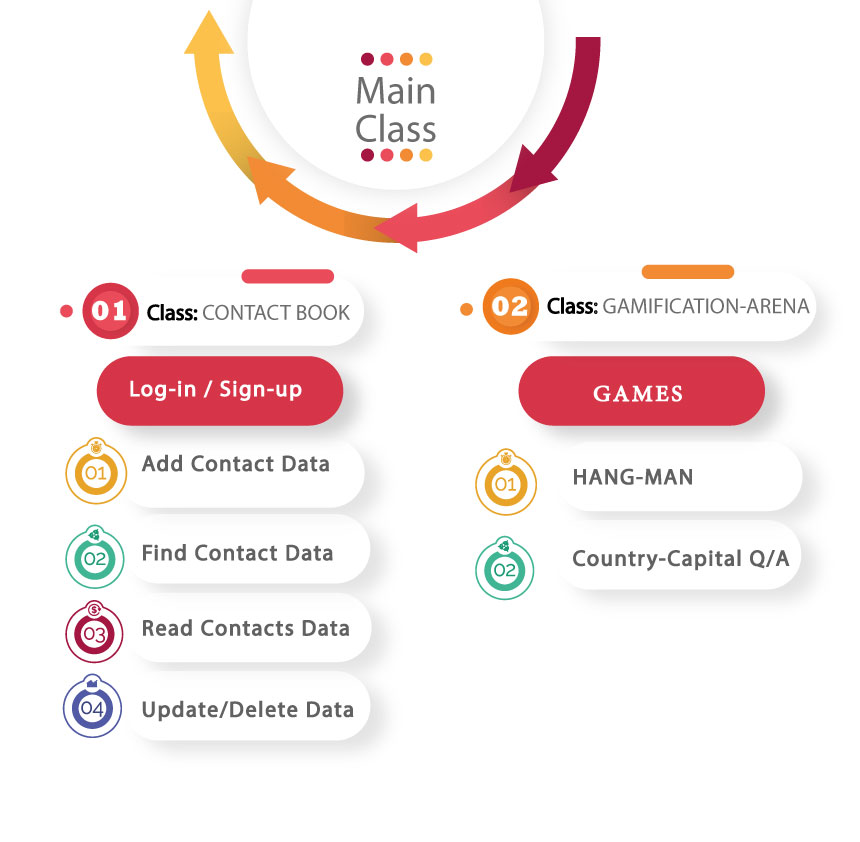 Main
Class
01 Class: CONTACT BOOK
Log-in / Sign-up
01 Add Contact Data
02 Find Contact Data
03 Read Contacts Data
04 Update/Delete Data
02 Class: GAMIFICATION-ARENA
GAMES
01 HANG-MAN
02 Country-Capital Q/A